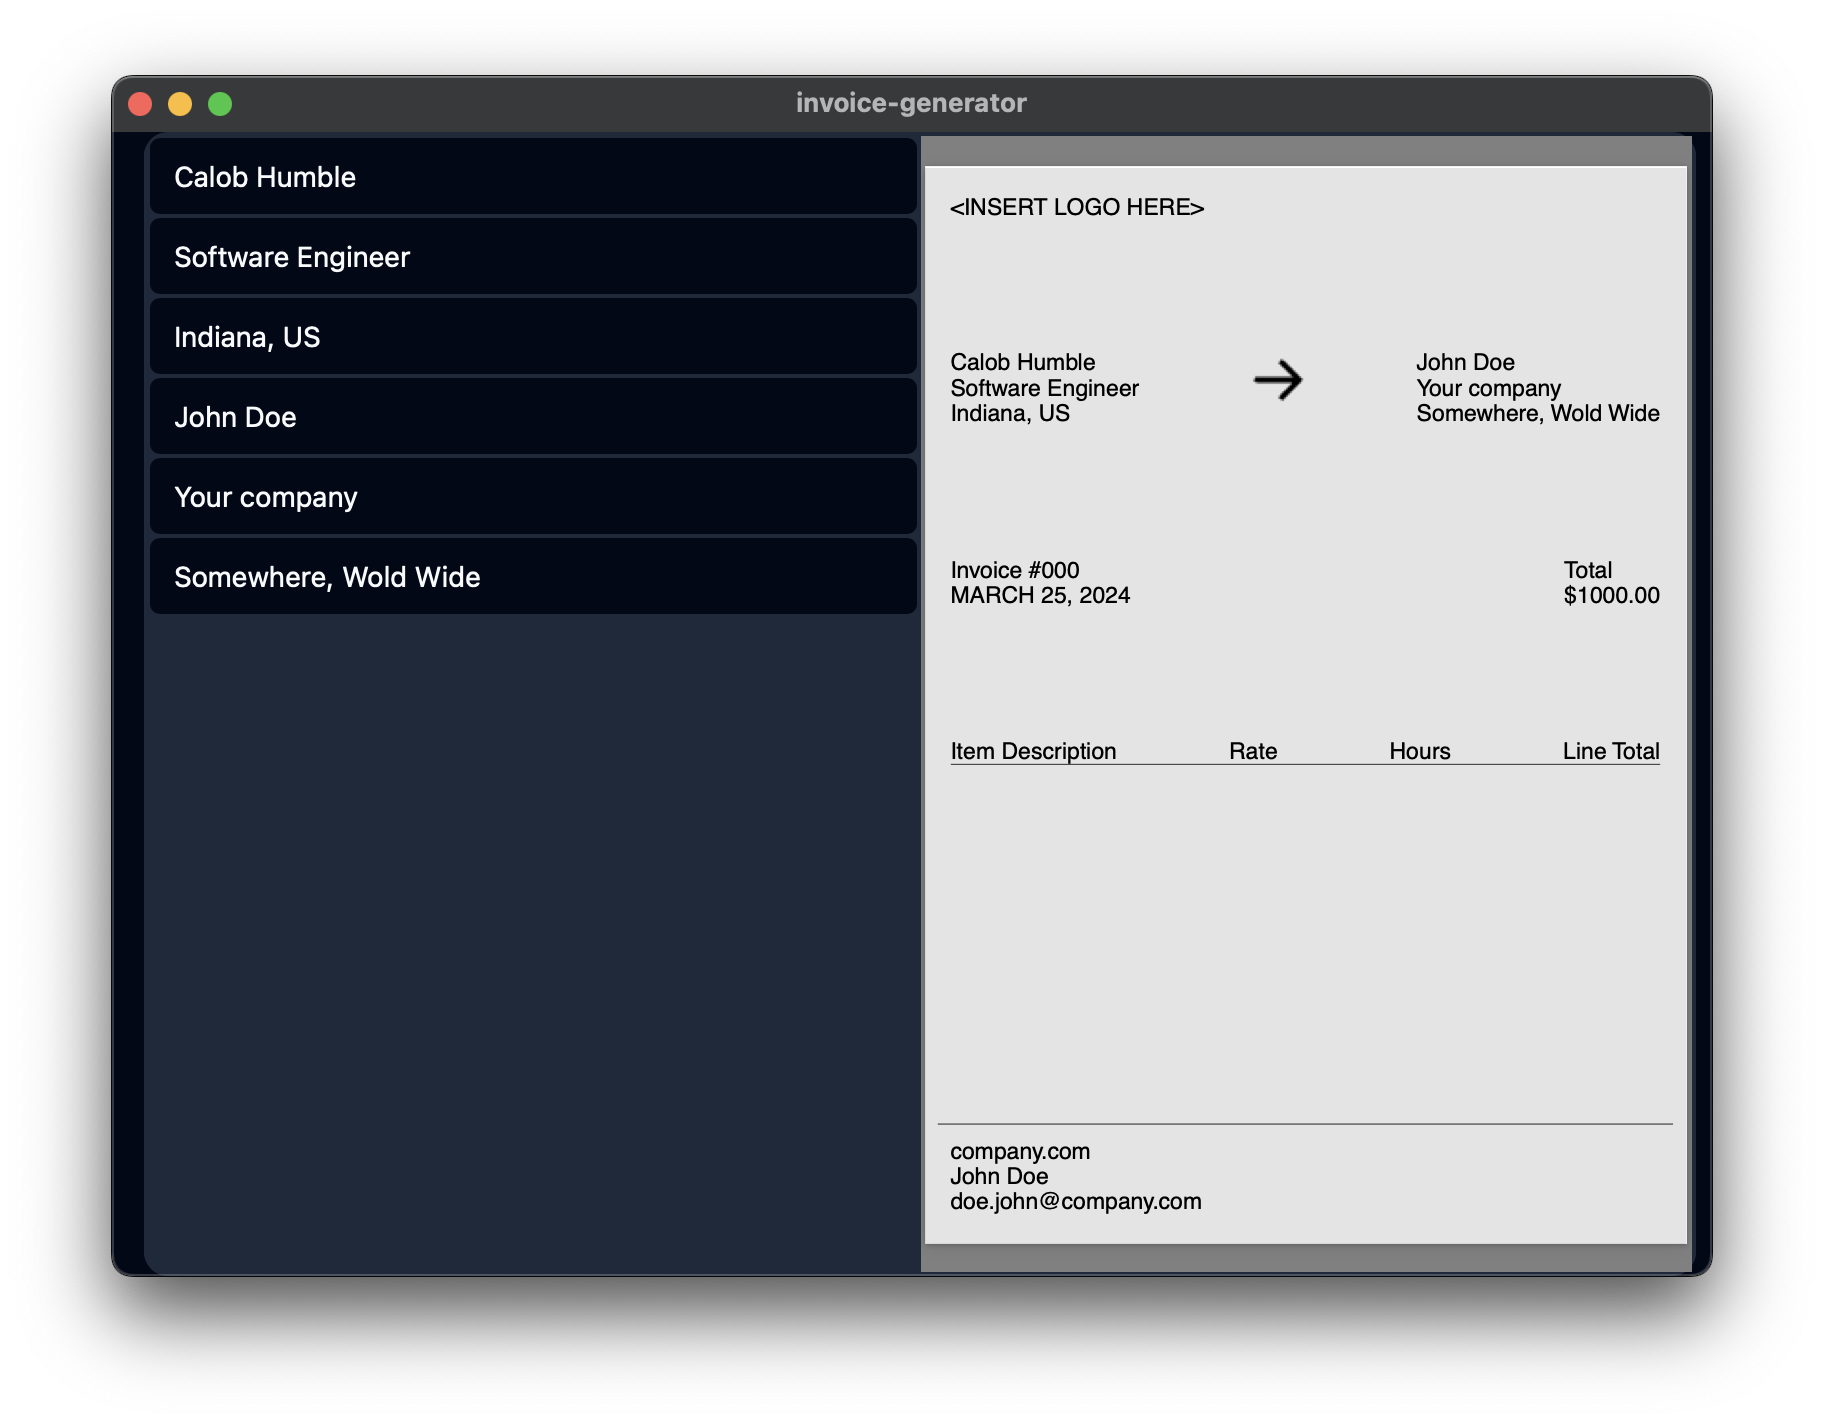 invoice-generator
Calob Humble
Software Engineer
Indiana, US
John Doe
Your company
Somewhere, Wold Wide
<INSERT LOGO HERE>
Calob Humble
Software Engineer
Indiana, US
John Doe
Your company
Somewhere, Wold Wide
Invoice #000
MARCH 25, 2024
Total
$1000.00
Item Description Rate Hours Line Total
company.com
John Doe
doe.john@company.com